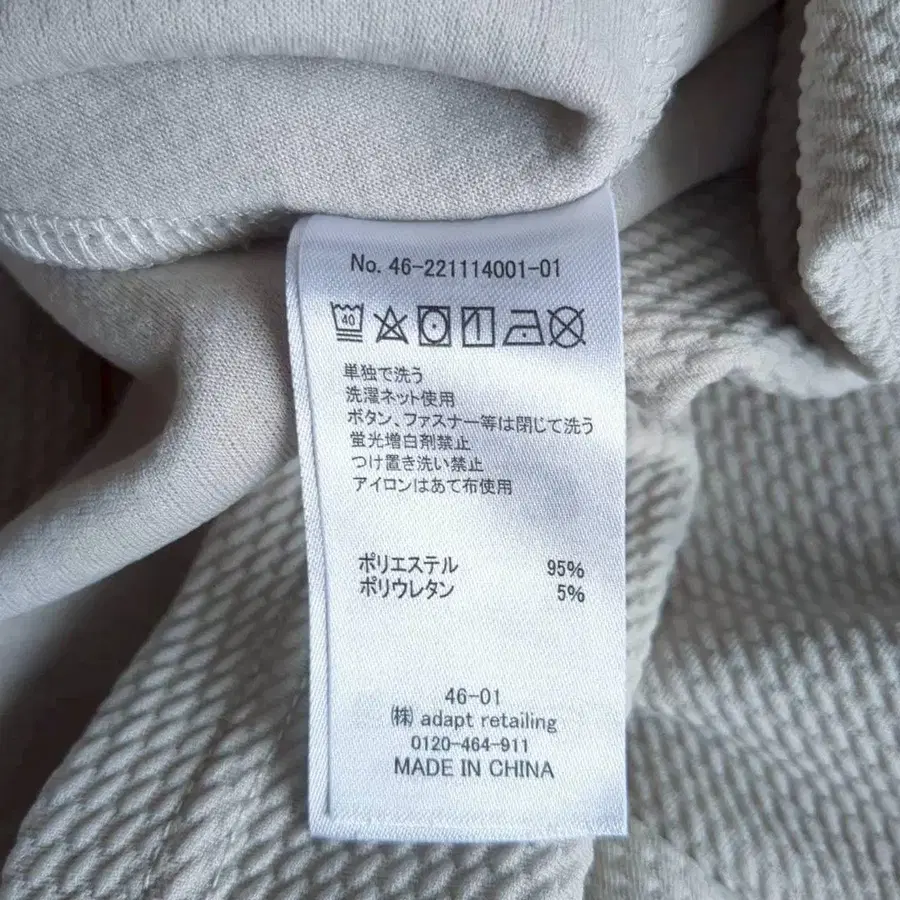 No. 46-221114001-01
40
単独で洗う
洗濯ネット使用
ボタン、ファスナー等は閉じて洗う
蛍光増白剤禁止
つけ置き洗い禁止
アイロンはあて布使用
ポリエステル 95%
ポリウレタン 5%
46-01
㈱ adapt retailing
0120-464-911
MADE IN CHINA